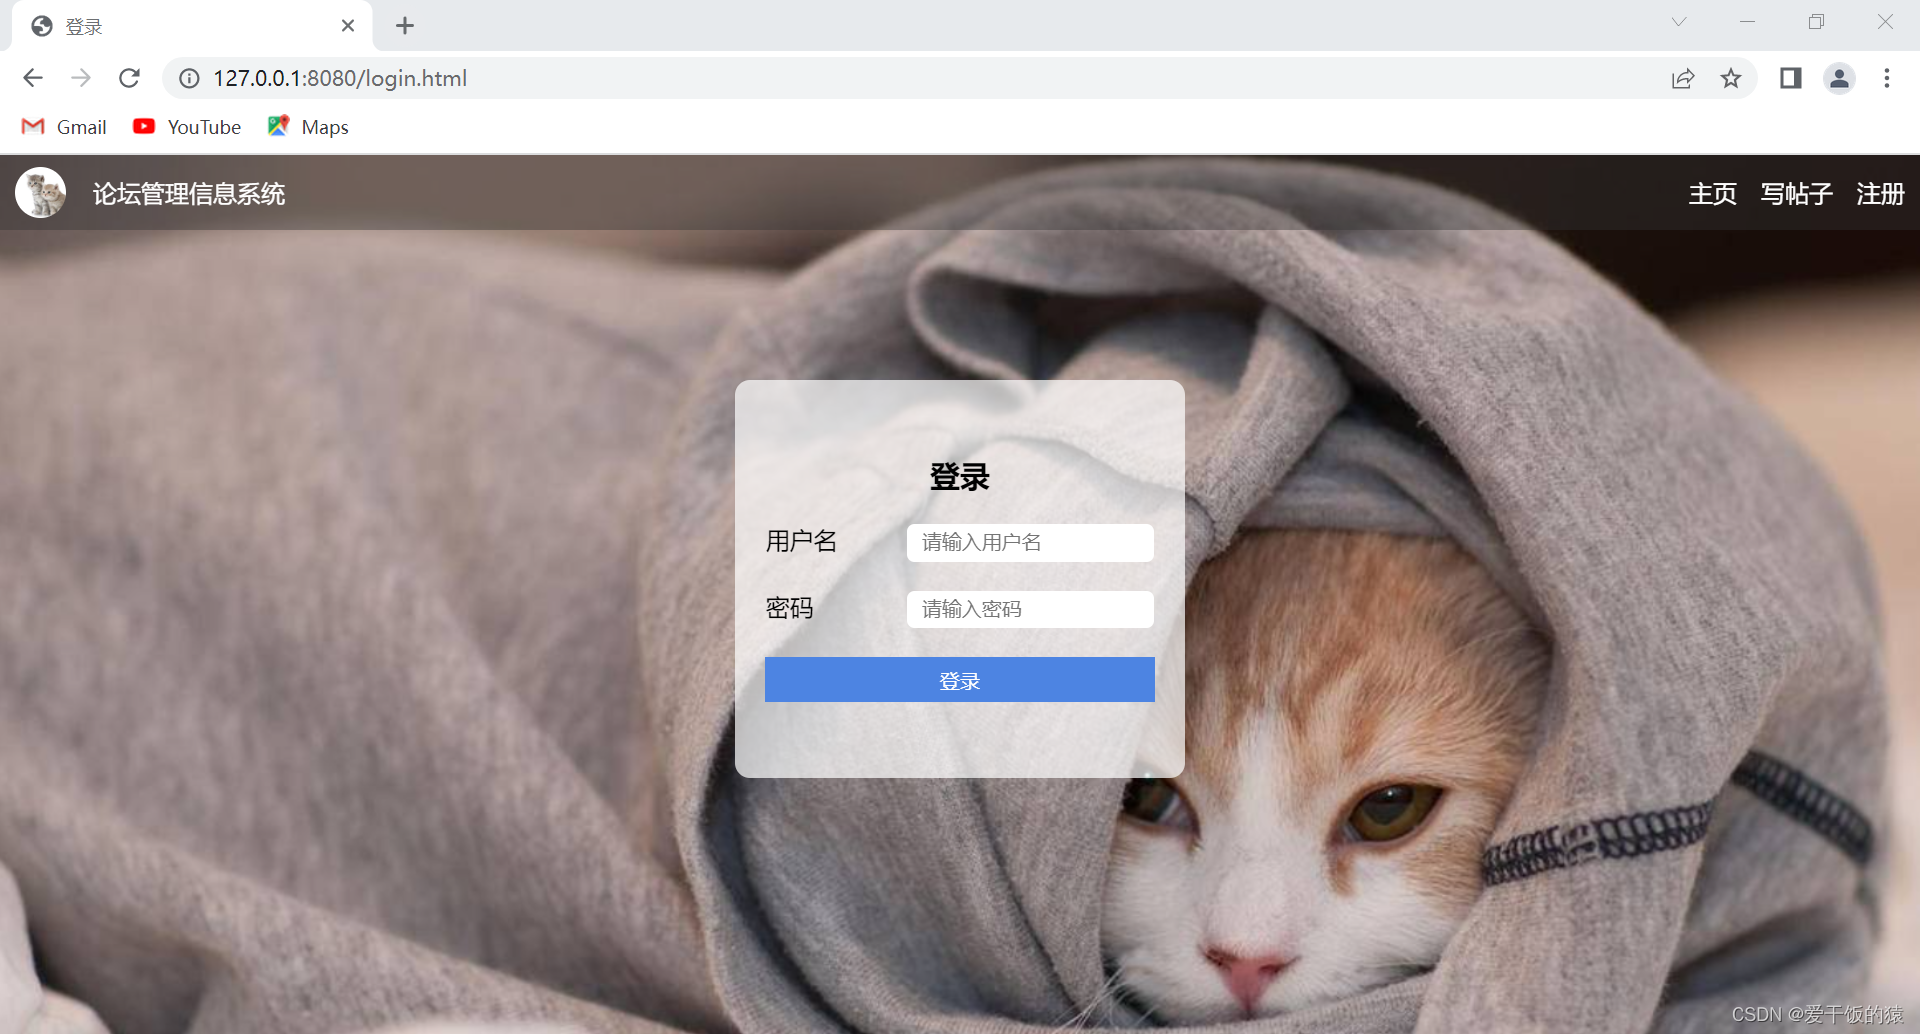 登录
127.0.0.1:8080/login.html
Gmail YouTube Maps
论坛管理信息系统 主页 写帖子 注册
登录
用户名 请输入用户名
密码 请输入密码
登录
CSDN @爱干饭的猿